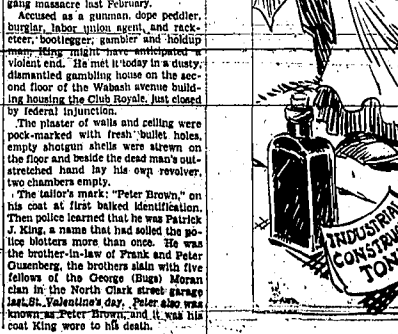 gang massacre last February.
Accused as a gunman, dope peddler,
burglar, labor union agent, and rack-
eteer, bootlegger, gambler and holdup
man, King might have anticipated a
violent end. He met it today in a dusty,
dismantled gambling house on the sec-
ond floor of the Wabash avenue build-
ing housing the Club Royale, just closed
by federal injunction.
The plaster of walls and ceiling were
pock-marked with fresh bullet holes,
empty shotgun shells were strewn on
the floor and beside the dead man's out-
stretched hand lay his own revolver,
two chambers empty.
The tailor's mark: "Peter Brown," on
his coat at first balked identification.
Then police learned that he was Patrick
J. King, a name that had soiled the po-
lice blotters more than once. He was
the brother-in-law of Frank and Peter
Gusenberg, the brothers slain with five
fellows of the George (Bugs) Moran
clan in the North Clark street garage
last St. Valentine's day. Peter also was
known as Peter Brown, and it was his
coat King wore to his death.
INDUSTRIAL
CONSTRUC
TON